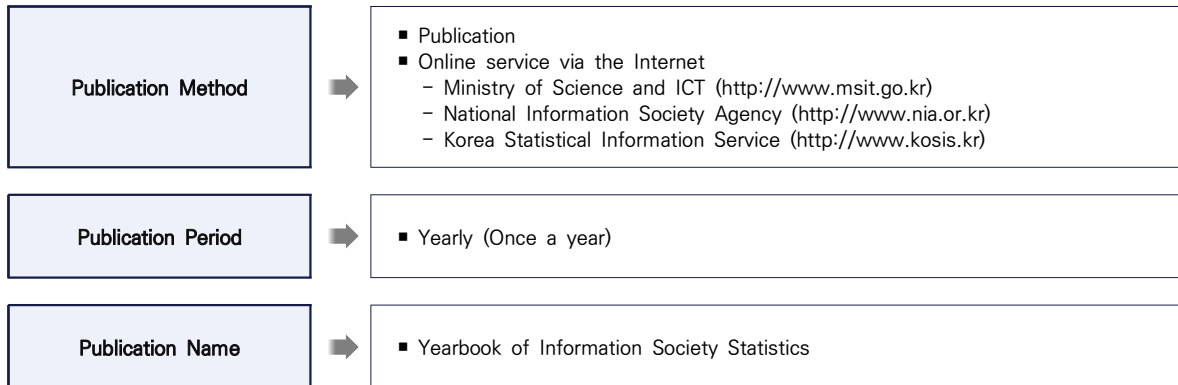 Publication Method
▪ Publication
▪ Online service via the Internet
- Ministry of Science and ICT (http://www.msit.go.kr)
- National Information Society Agency (http://www.nia.or.kr)
- Korea Statistical Information Service (http://www.kosis.kr)
Publication Period
▪ Yearly (Once a year)
Publication Name
▪ Yearbook of Information Society Statistics